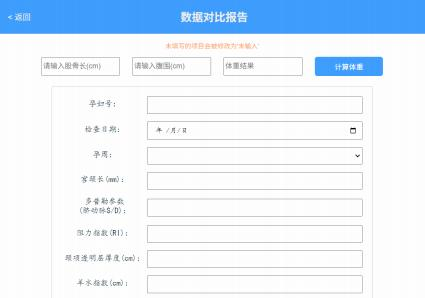 < 返回
数据对比报告
未填写的项目会被修改为'未输入'
请输入股骨长(cm)
请输入腹围(cm)
体重结果
计算体重
孕妇号:
检查日期:
年 /月/日
孕周:
宫颈长(mm):
多普勒参数
(脐动脉S/D):
阻力指数(RI):
颈项透明层厚度(cm):
羊水指数(cm):